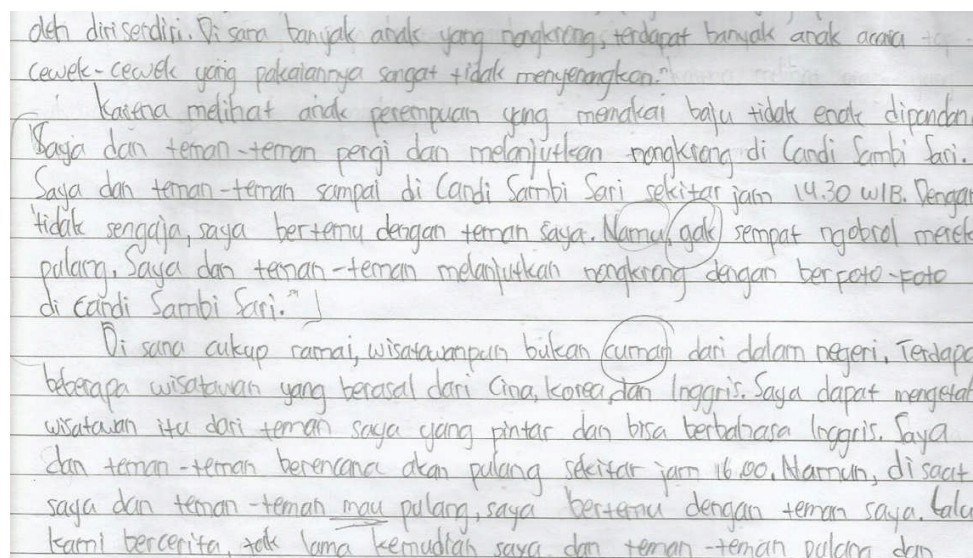 oleh diri sendiri. Di sana banyak anak yang nongkrong, terdapat banyak anak
cewek-cewek yang pakaiannya sangat tidak menyenangkan."
Karena melihat anak perempuan yang memakai baju tidak enak dipandan
Saya dan teman-teman pergi dan melanjutkan nongkrong di Candi Sambi Sari.
Saya dan teman-teman sampai di Candi Sambi Sari sekitar jam 14.30 WIB. Dengan
tidak sengaja, saya bertemu dengan teman saya. Namu, gak sempat ngobrol merek
pulang. Saya dan teman-teman melanjutkan nongkrong dengan berfoto-foto
di Candi Sambi Sari."
Di sana cukup ramai, wisatawanpun bukan cuman dari dalam negeri. Terdapa
beberapa wisatawan yang berasal dari Cina, Korea, dan Inggris. Saya dapat mengetah
wisatawan itu dari teman saya yang pintar dan bisa berbahasa Inggris. Saya
dan teman-teman berencana akan pulang sekitar jam 16.00. Namun, di saat
saya dan teman-teman mau pulang, saya bertemu dengan teman saya. Lalu
kami bercerita, tak lama kemudian saya dan teman-teman pulang dan